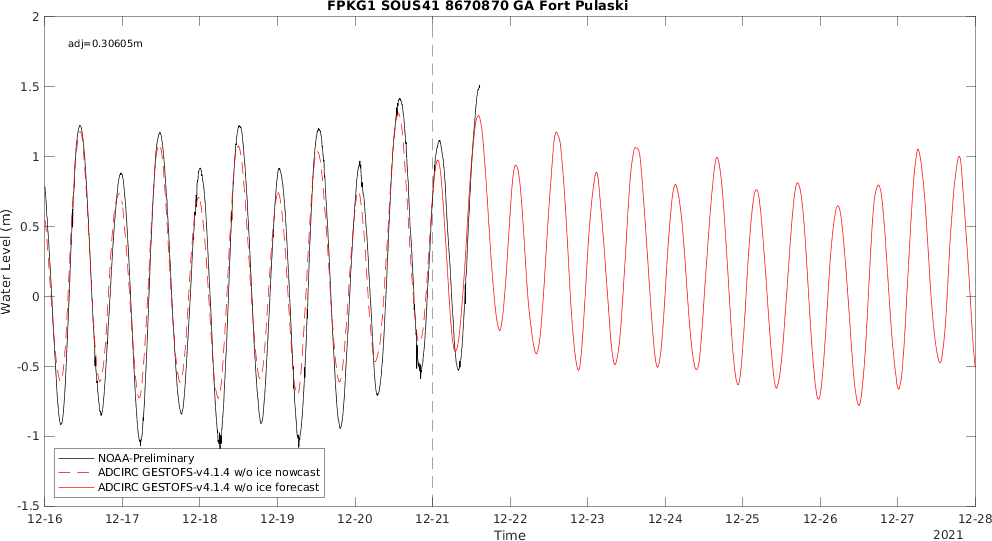 FPKG1 SOUS41 8670870 GA Fort Pulaski
2
adj=0.30605m
1.5
1
0.5
0
-0.5
-1
-1.5
Water Level (m)
NOAA-Preliminary
ADCIRC GESTOFS-v4.1.4 w/o ice nowcast
ADCIRC GESTOFS-v4.1.4 w/o ice forecast
12-16 12-17 12-18 12-19 12-20 12-21 12-22 12-23 12-24 12-25 12-26 12-27 12-28
Time
2021